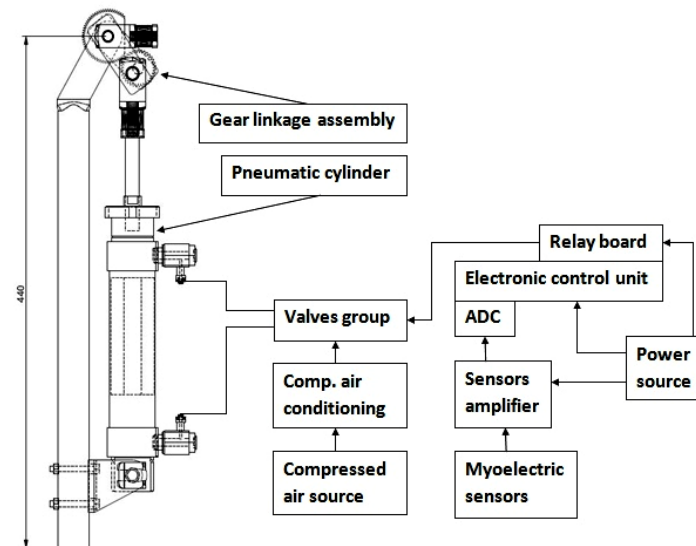 Gear linkage assembly
Pneumatic cylinder
Relay board
Electronic control unit
ADC
Valves group
Power
source
Comp. air
conditioning
Sensors
amplifier
Compressed
air source
Myoelectric
sensors
440